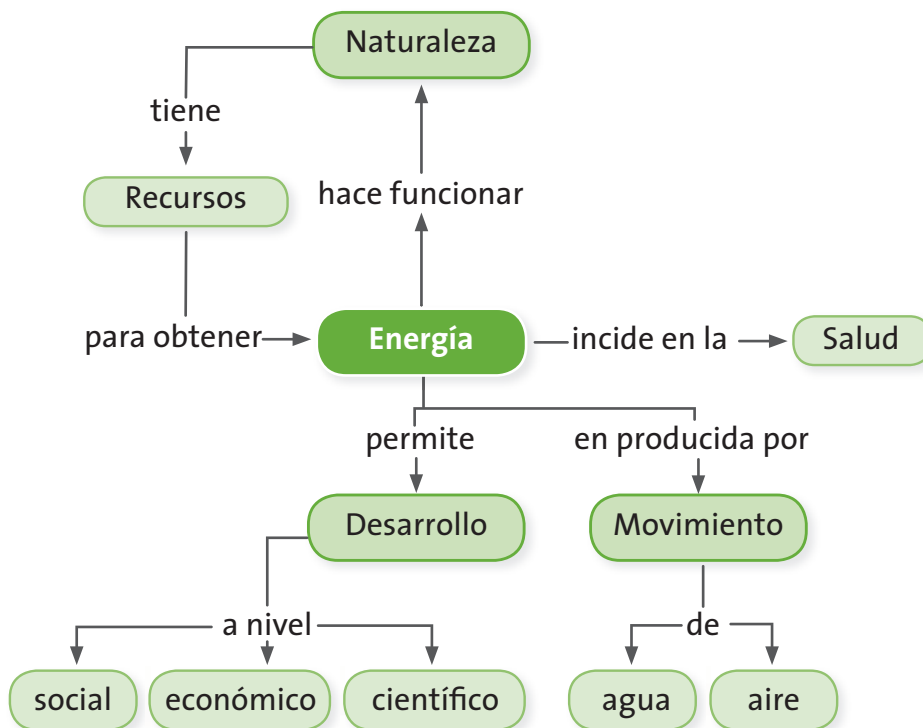 Naturaleza
tiene
Recursos
hace funcionar
para obtener
Energía
incide en la
Salud
permite
en producida por
Desarrollo
Movimiento
a nivel
de
social
económico
científico
agua
aire